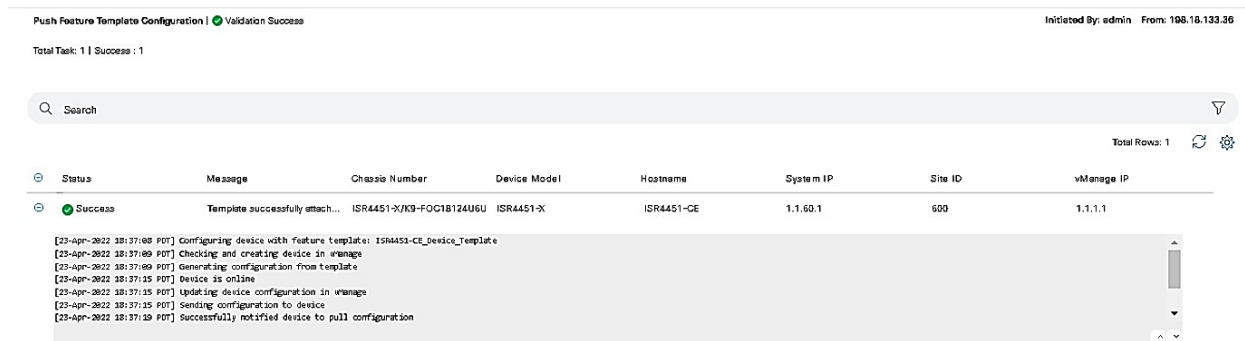 Push Feature Template Configuration | Validation Success
Initiated By: admin From: 198.18.133.36
Total Task: 1 | Success : 1
Search
Total Rows: 1
Status Message Chassis Number Device Model Hostname System IP Site ID vManage IP
Success Template successfully attach... ISR4451-X/K9-FOC18124U6U ISR4451-X ISR4451-CE 1.1.60.1 600 1.1.1.1
[23-Apr-2022 18:37:08 PDT] Configuring device with feature template: ISR4451-CE_Device_Template
[23-Apr-2022 18:37:09 PDT] Checking and creating device in vManage
[23-Apr-2022 18:37:09 PDT] Generating configuration from template
[23-Apr-2022 18:37:15 PDT] Device is online
[23-Apr-2022 18:37:15 PDT] Updating device configuration in vManage
[23-Apr-2022 18:37:15 PDT] Sending configuration to device
[23-Apr-2022 18:37:19 PDT] Successfully notified device to pull configuration